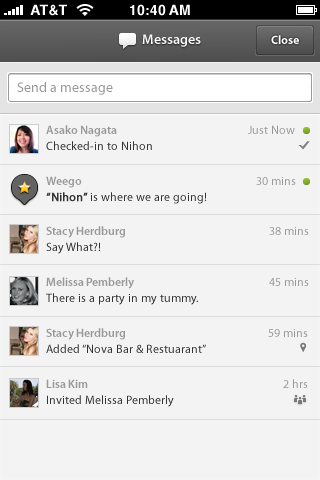 AT&T 10:40 AM
Messages Close
Send a message
Asako Nagata Just Now
Checked-in to Nihon
Weego 30 mins
“Nihon” is where we are going!
Stacy Herdburg 38 mins
Say What?!
Melissa Pemberly 45 mins
There is a party in my tummy.
Stacy Herdburg 59 mins
Added “Nova Bar & Restuarant”
Lisa Kim 2 hrs
Invited Melissa Pemberly